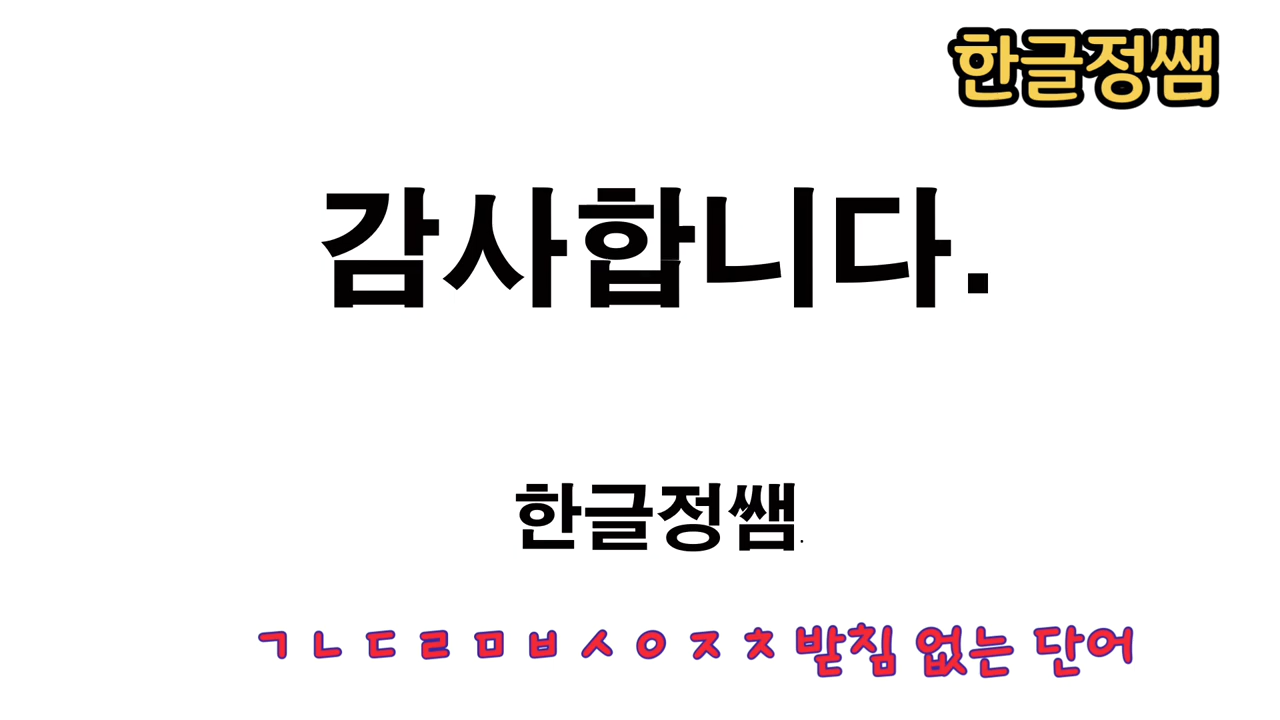 한글정쌤
감사합니다.
한글정쌤.
ㄱ ㄴ ㄷ ㄹ ㅁ ㅂ ㅅ ㅇ ㅈ ㅊ 받침 없는 단어